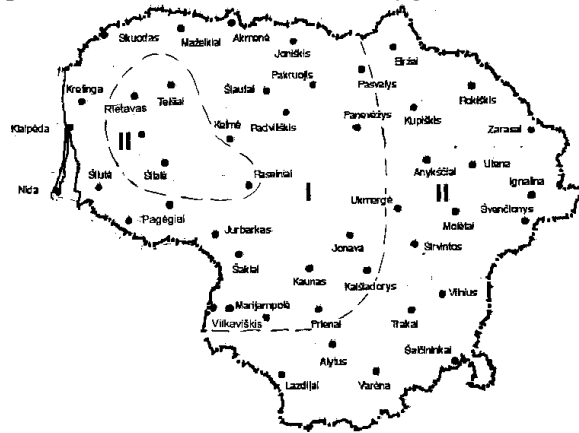 Skuodas
Mažeikiai
Akmenė
Joniškis
Biržai
Kretinga
Rietavas
Telšiai
Šiauliai
Pakruojis
Pasvalys
Rokiškis
Klaipėda
Kelmė
Radviliškis
Panevėžys
Kupiškis
Zarasai
II
Šilutė
Šilalė
Raseiniai
I
Anykščiai
Utena
Ignalina
Nida
Pagėgiai
Ukmergė
II
Molėtai
Švenčionys
Jurbarkas
Jonava
Širvintos
Šakiai
Kaunas
Kaišiadorys
Vilnius
Marijampolė
Vilkaviškis
Prienai
Trakai
Alytus
Šalčininkai
Lazdijai
Varėna